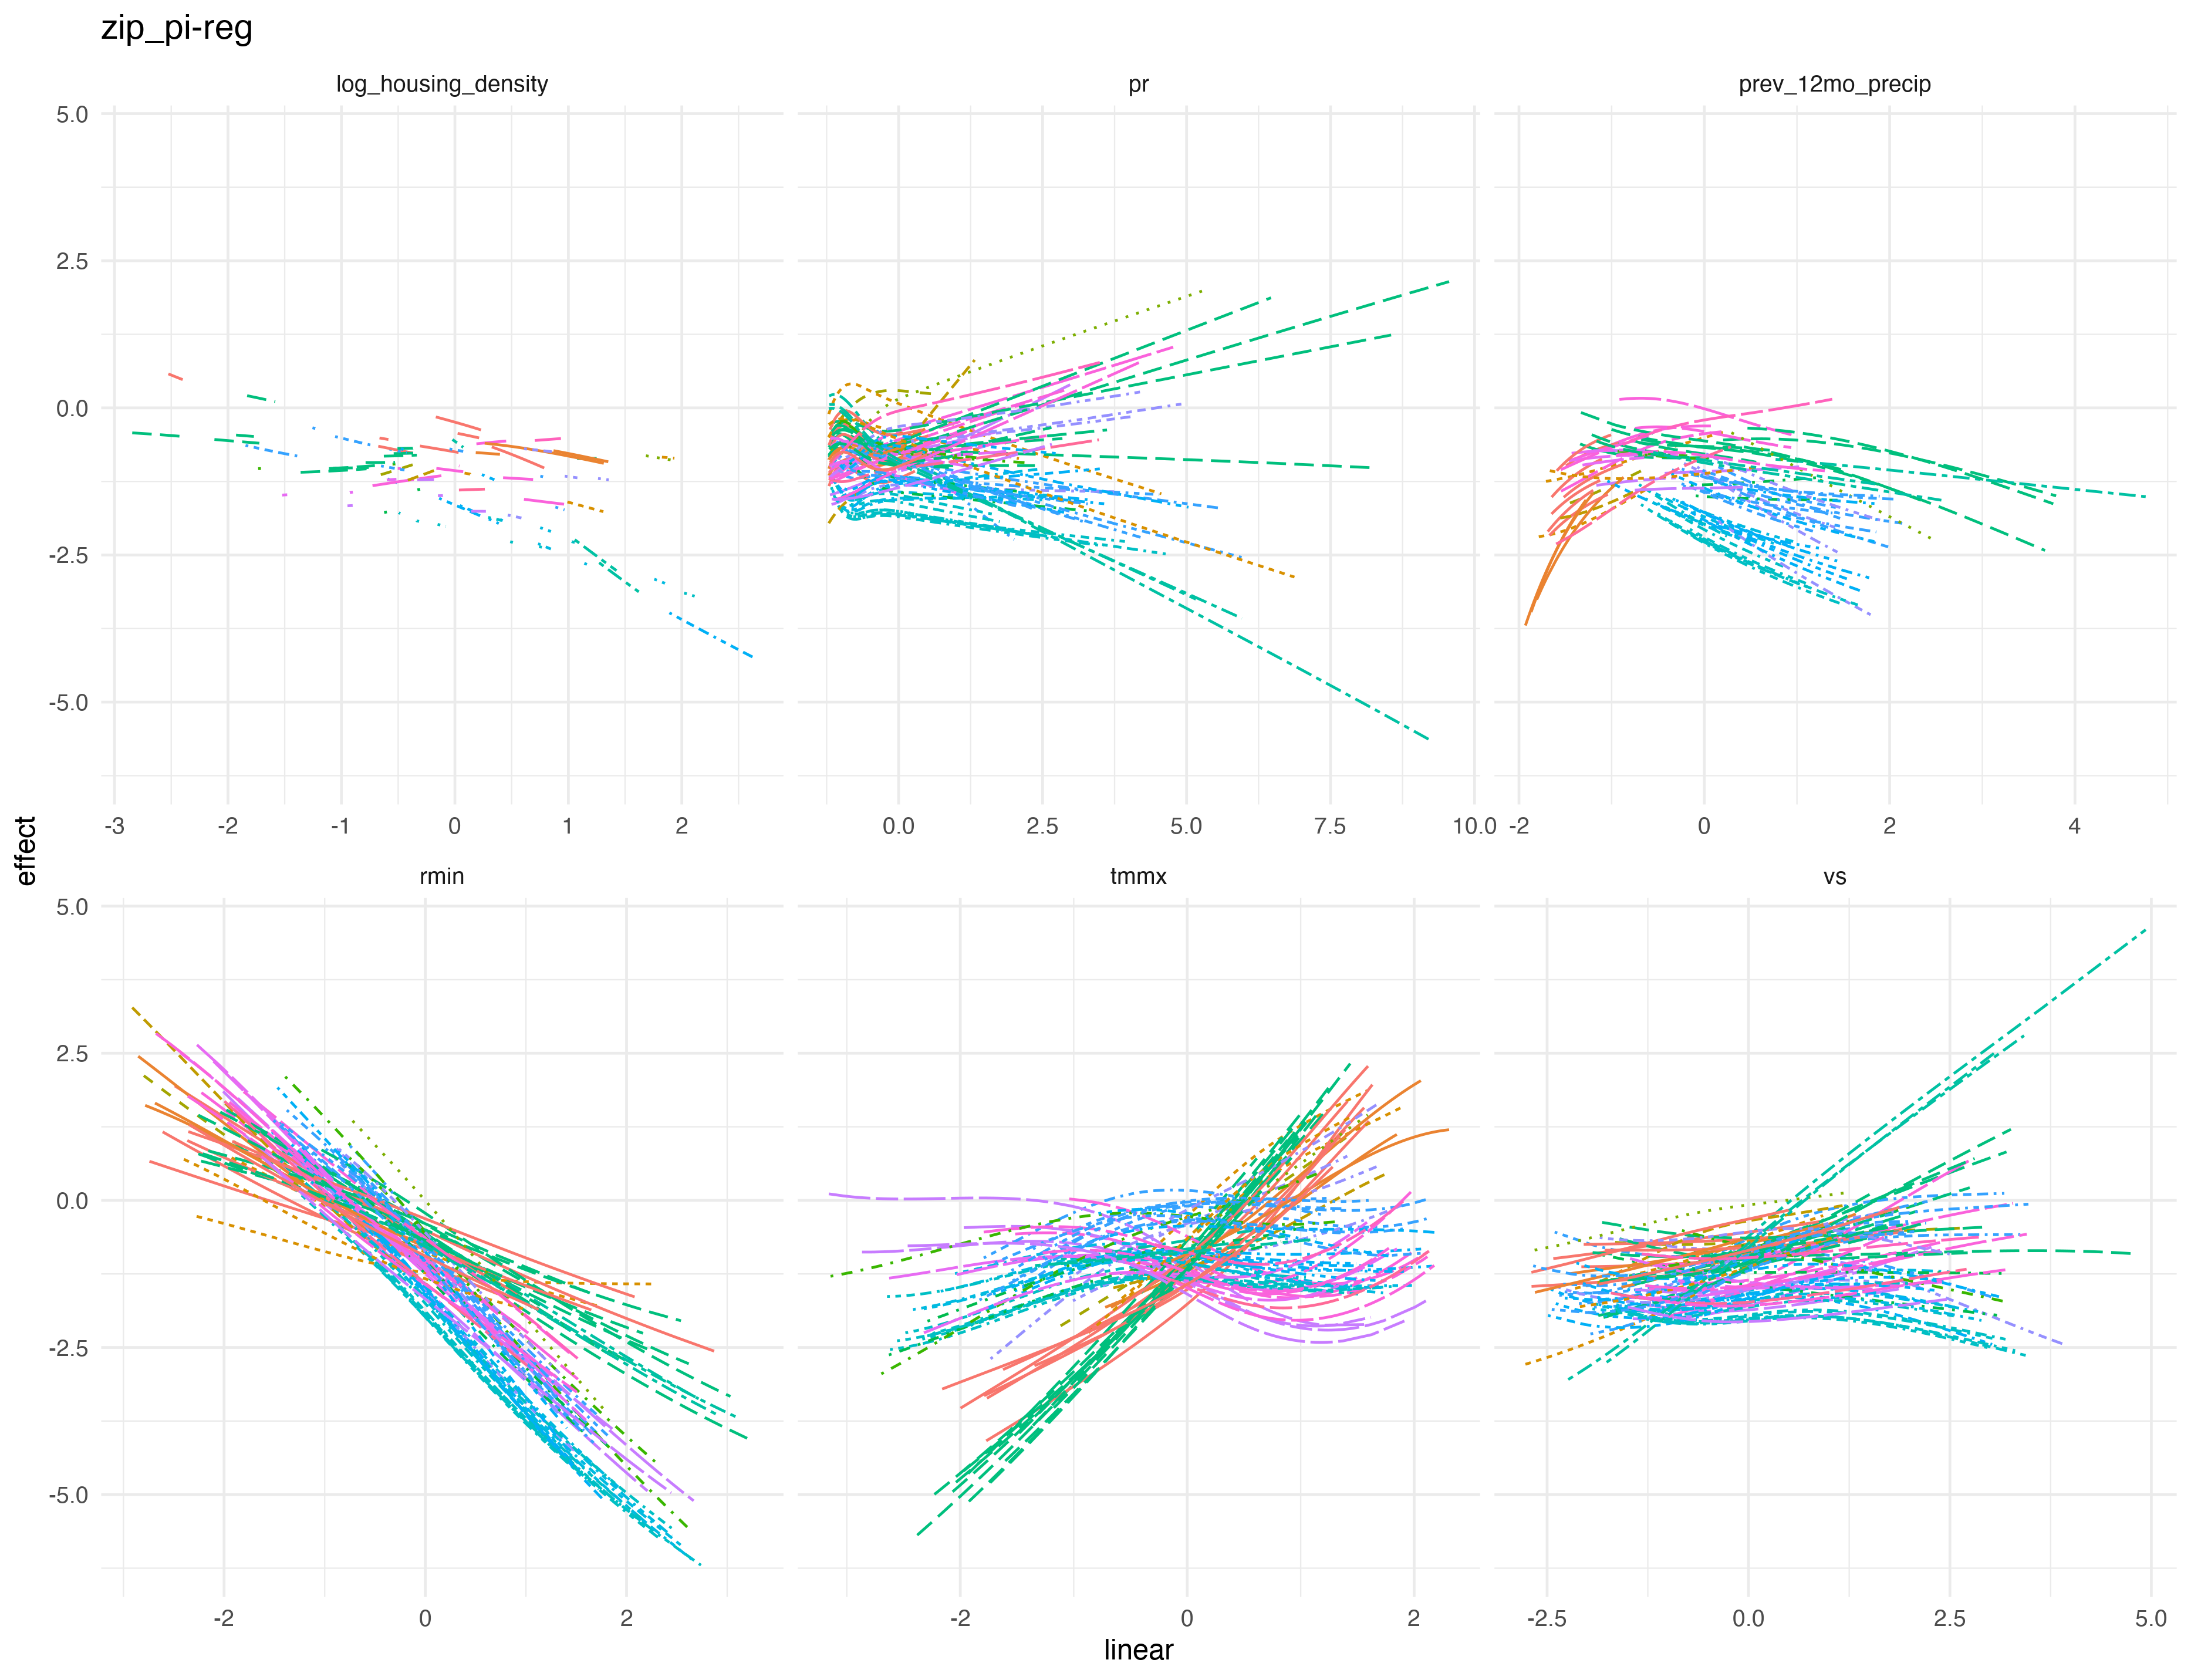 zip_pi-reg
log_housing_density
pr
prev_12mo_precip
5.0
2.5
0.0
-2.5
-5.0
-3 -2 -1 0 1 2
0.0 2.5 5.0 7.5 10.0
-2 0 2 4
effect
rmin
tmmx
vs
5.0
2.5
0.0
-2.5
-5.0
-2 0 2
-2 0 2
-2.5 0.0 2.5 5.0
linear